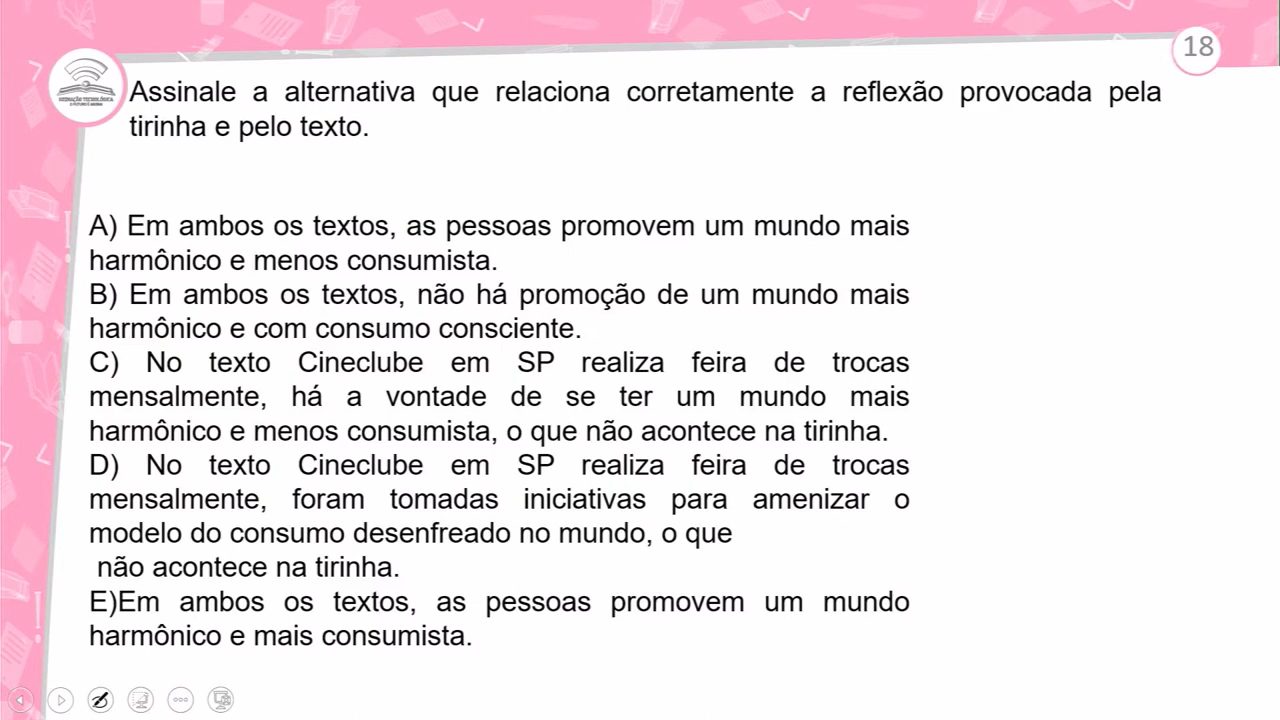 18
Assinale a alternativa que relaciona corretamente a reflexão provocada pela
tirinha e pelo texto.
A) Em ambos os textos, as pessoas promovem um mundo mais
harmônico e menos consumista.
B) Em ambos os textos, não há promoção de um mundo mais
harmônico e com consumo consciente.
C) No texto Cineclube em SP realiza feira de trocas
mensalmente, há a vontade de se ter um mundo mais
harmônico e menos consumista, o que não acontece na tirinha.
D) No texto Cineclube em SP realiza feira de trocas
mensalmente, foram tomadas iniciativas para amenizar o
modelo do consumo desenfreado no mundo, o que
não acontece na tirinha.
E)Em ambos os textos, as pessoas promovem um mundo
harmônico e mais consumista.